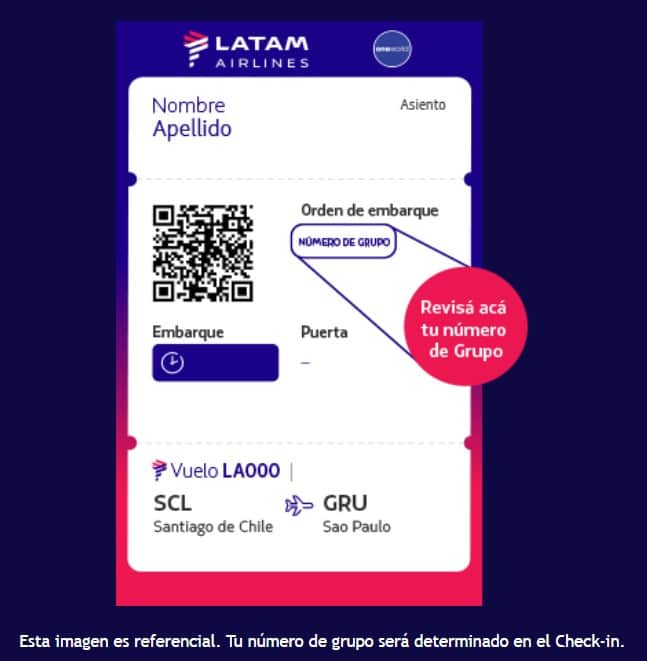 LATAM
AIRLINES
oneworld
Nombre
Apellido
Asiento
Orden de embarque
NÚMERO DE GRUPO
Revisá acá
tu número
de Grupo
Embarque
Puerta
–
Vuelo LA000 |
SCL
GRU
Santiago de Chile
Sao Paulo
Esta imagen es referencial. Tu número de grupo será determinado en el Check-in.